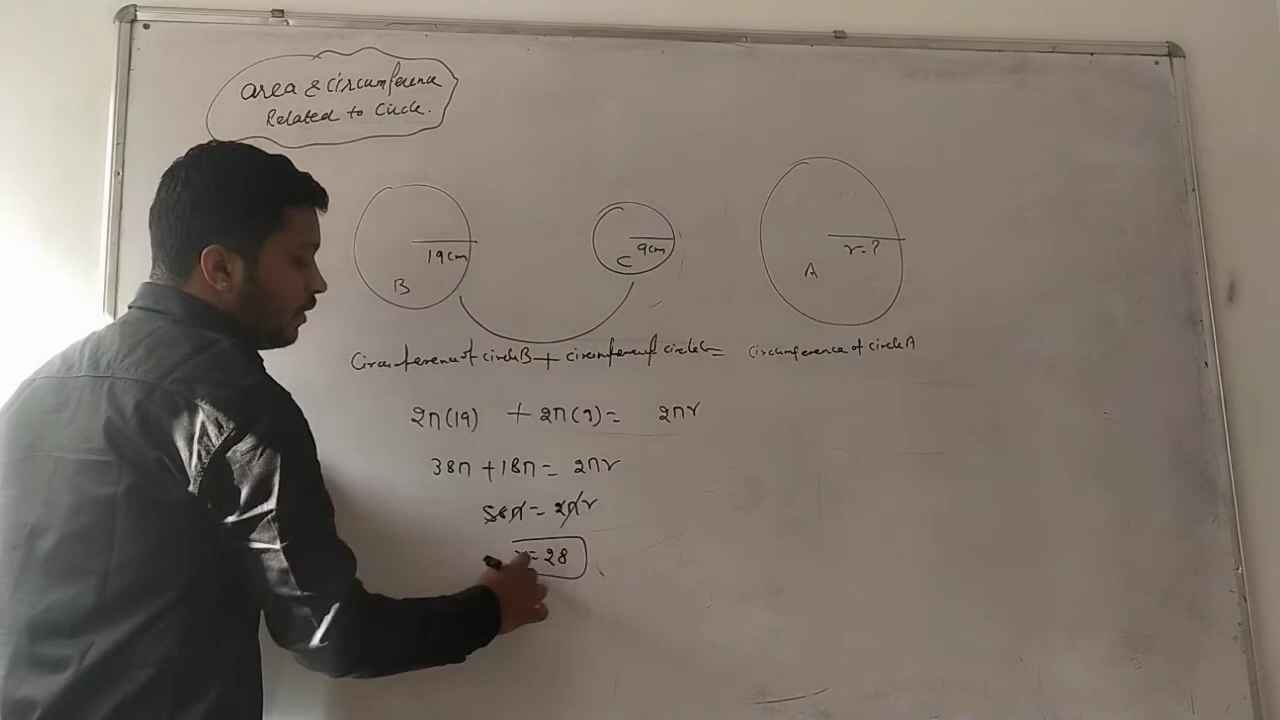 area & circumference
Related to Circle.
19cm
B
9cm
C
r=?
A
Circumference of circle B + circumference of circle C = Circumference of circle A
2π(19) + 2π(9) = 2πr
38π + 18π = 2πr
56π = 2πr
r=28